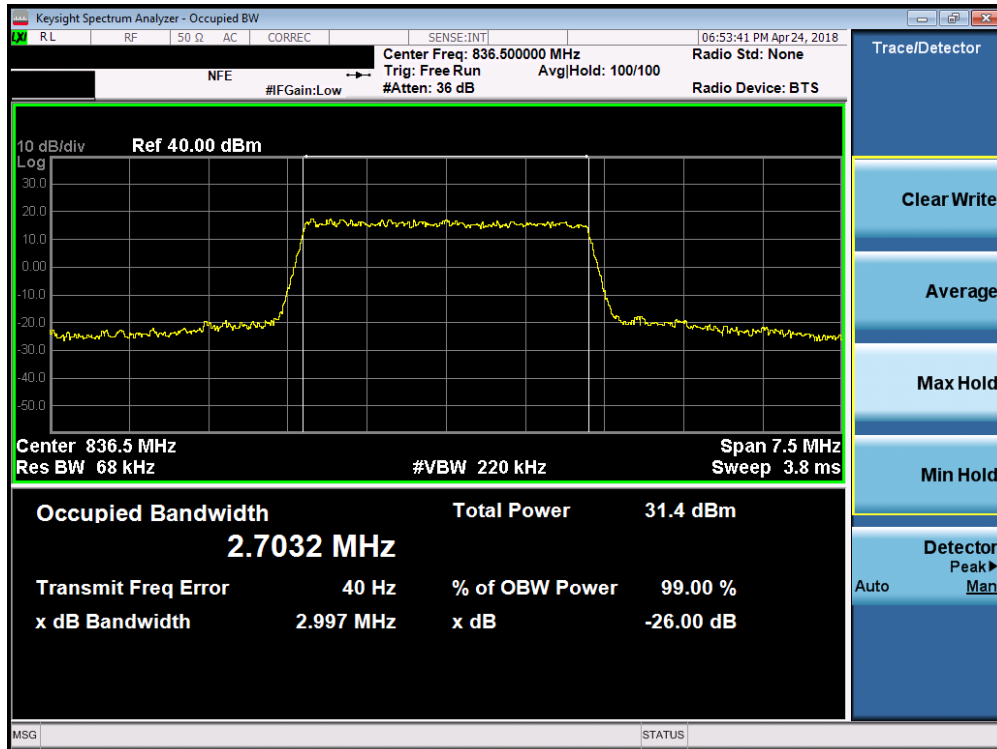 Keysight Spectrum Analyzer - Occupied BW
LXI RL RF 50 Ω AC CORREC SENSE:INT 06:53:41 PM Apr 24, 2018
Center Freq: 836.500000 MHz Radio Std: None
NFE Trig: Free Run Avg|Hold: 100/100
#IFGain:Low #Atten: 36 dB Radio Device: BTS
Trace/Detector
10 dB/div Ref 40.00 dBm
Log
30.0
20.0
10.0
0.00
-10.0
-20.0
-30.0
-40.0
-50.0
Center 836.5 MHz Span 7.5 MHz
Res BW 68 kHz #VBW 220 kHz Sweep 3.8 ms
Occupied Bandwidth Total Power 31.4 dBm
2.7032 MHz
Transmit Freq Error 40 Hz % of OBW Power 99.00 %
x dB Bandwidth 2.997 MHz x dB -26.00 dB
Clear Write
Average
Max Hold
Min Hold
Detector
Peak▶
Auto Man
MSG STATUS